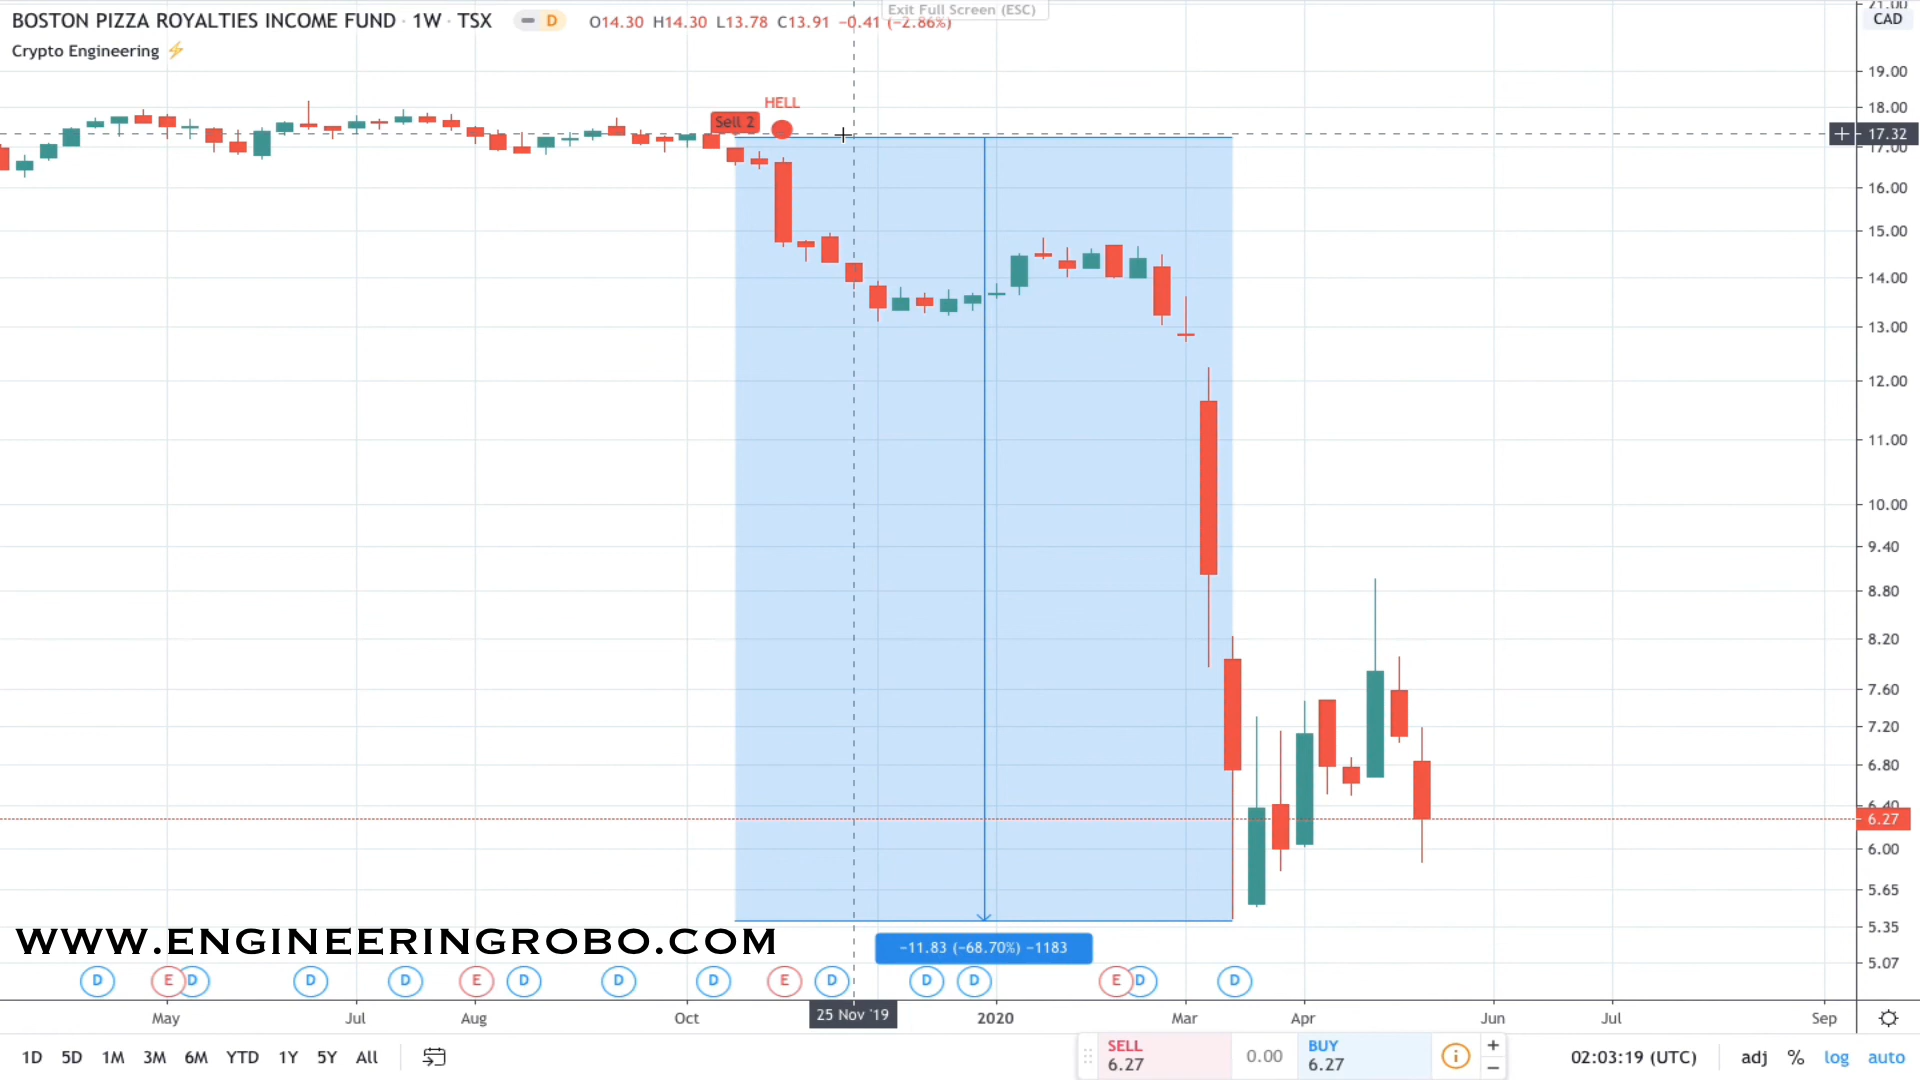 Exit Full Screen (ESC)
BOSTON PIZZA ROYALTIES INCOME FUND · 1W · TSX D O14.30 H14.30 L13.78 C13.91 −0.41 (−2.86%)
Crypto Engineering ⚡
21.00
CAD
19.00
HELL
18.00
Sell 2
17.32
17.00
16.00
15.00
14.00
13.00
12.00
11.00
10.00
9.40
8.80
8.20
7.60
7.20
6.80
6.40
6.27
6.00
5.65
5.35
WWW.ENGINEERINGROBO.COM
−11.83 (−68.70%) −1183
5.07
D E D D D E D D D E D D D E D D
May Jul Aug Oct 25 Nov '19 2020 Mar Apr Jun Jul Sep
1D 5D 1M 3M 6M YTD 1Y 5Y All
SELL
6.27
0.00
BUY
6.27
02:03:19 (UTC) adj % log auto